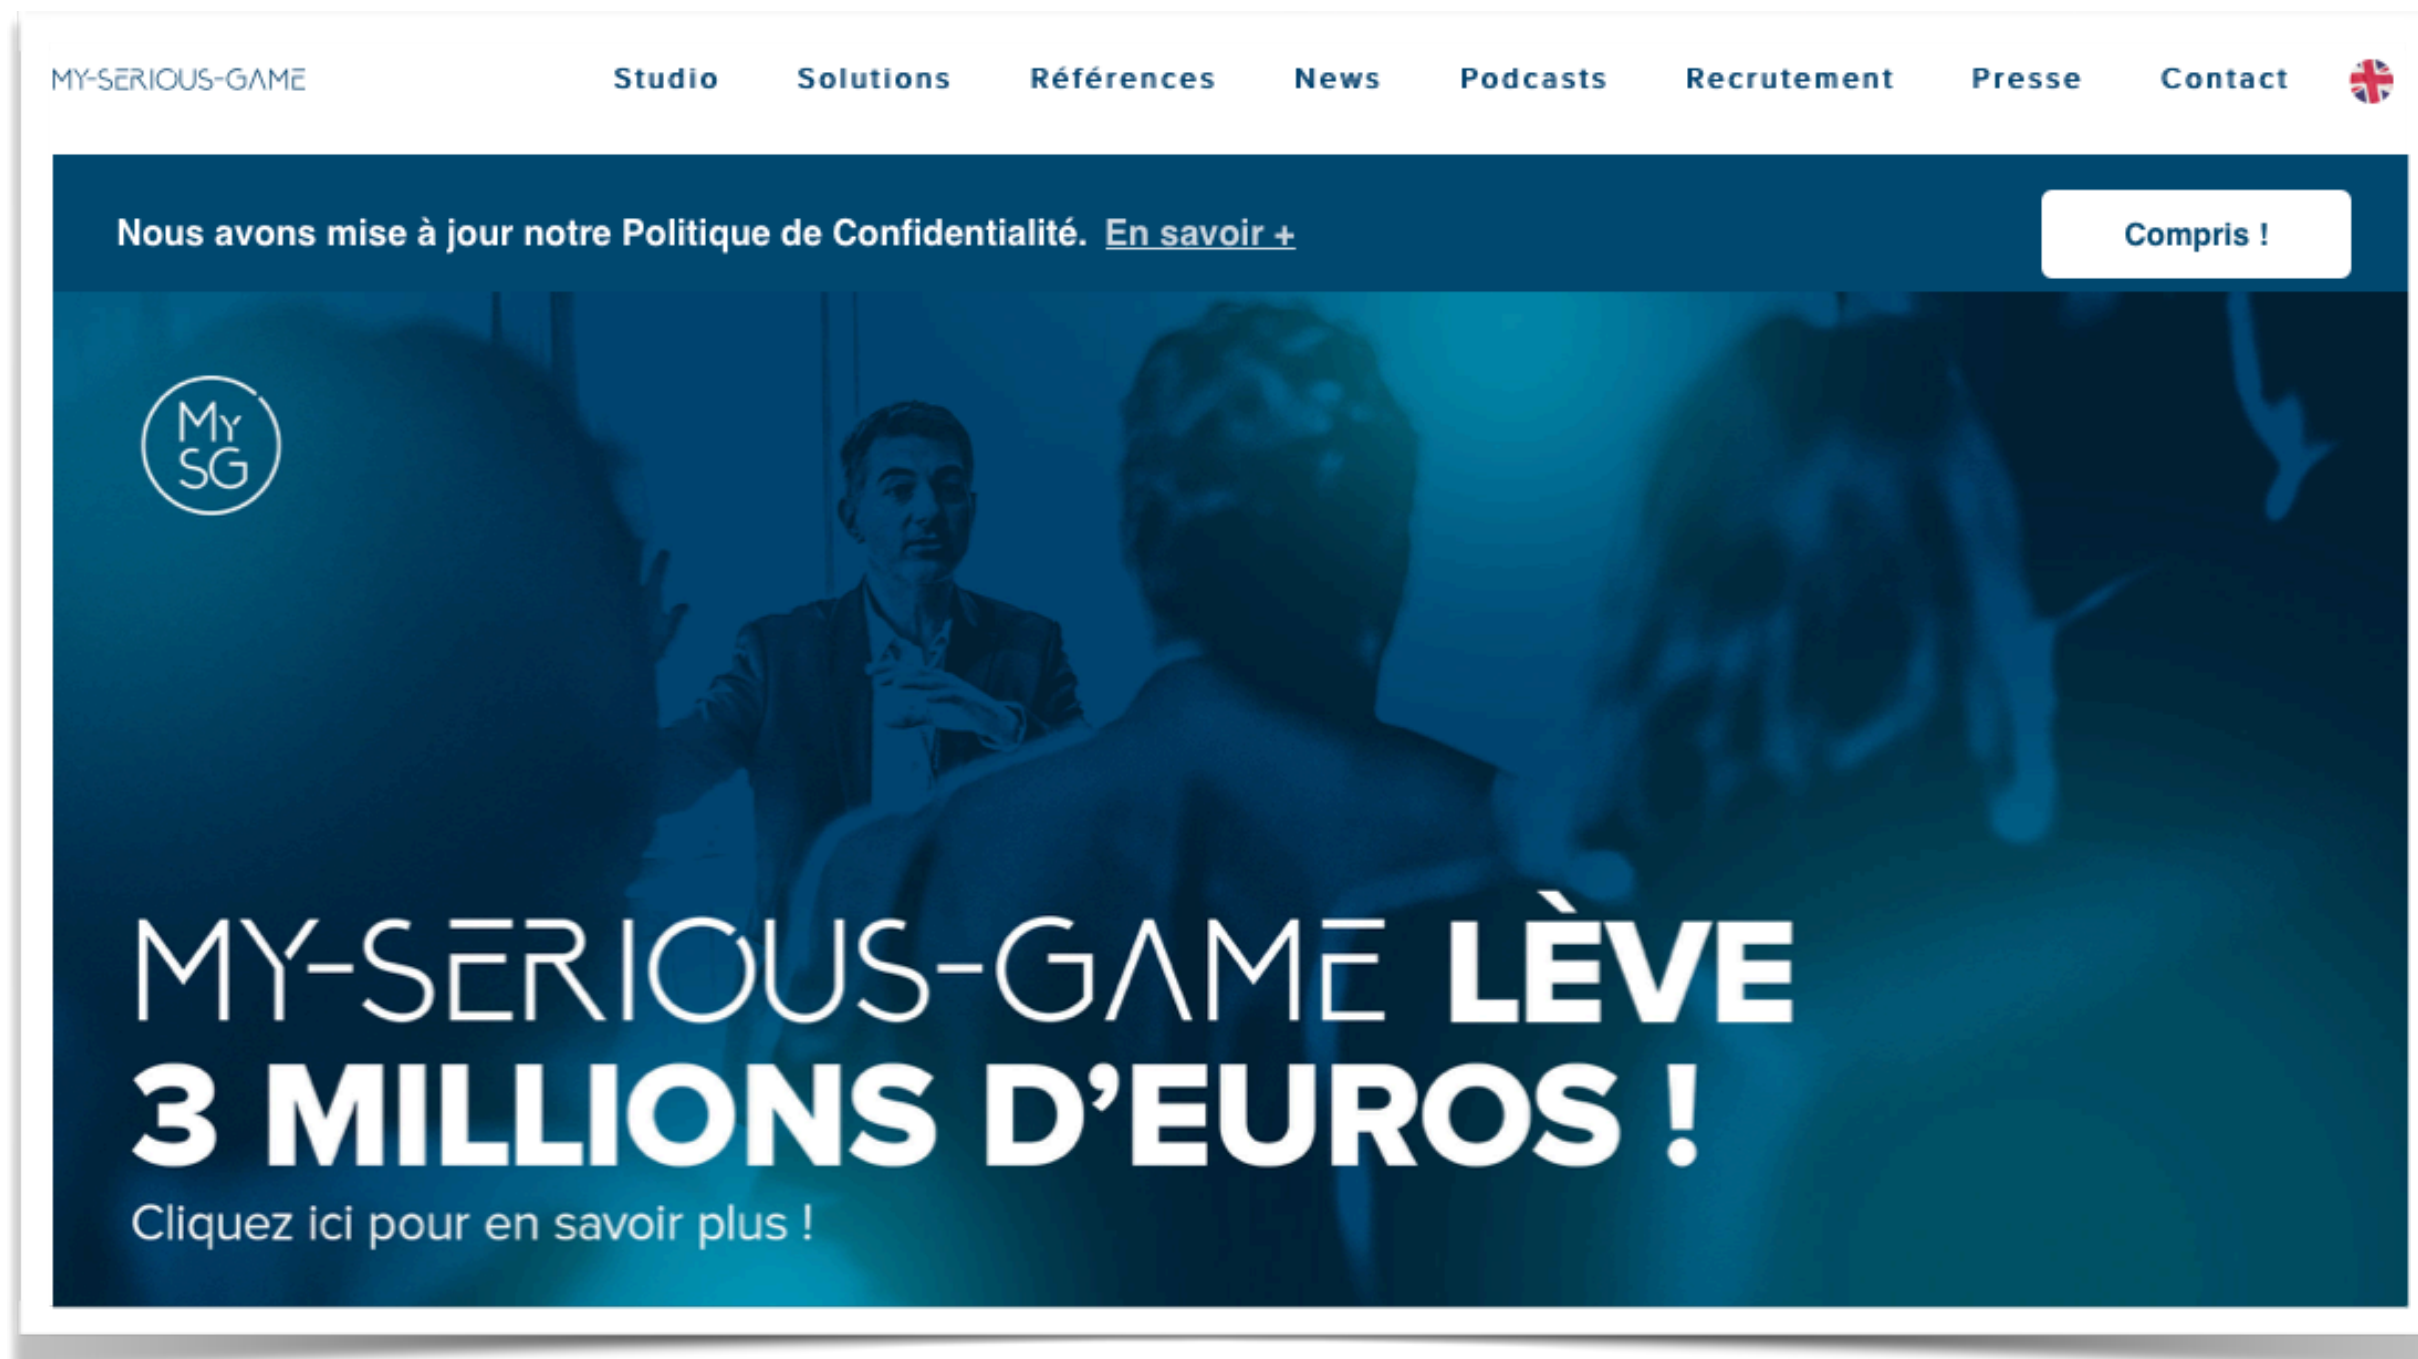 MY-SERIOUS-GAME Studio Solutions Références News Podcasts Recrutement Presse Contact
Nous avons mise à jour notre Politique de Confidentialité. En savoir + Compris !
MY
SG
MY-SERIOUS-GAME LÈVE
3 MILLIONS D’EUROS !
Cliquez ici pour en savoir plus !